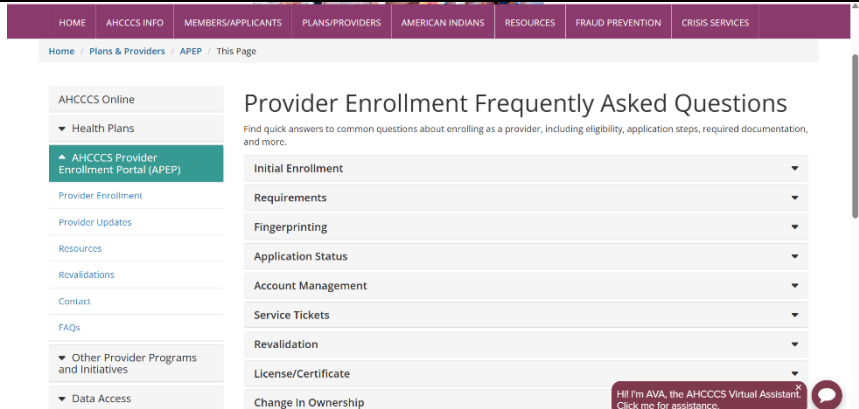 HOME AHCCCS INFO MEMBERS/APPLICANTS PLANS/PROVIDERS AMERICAN INDIANS RESOURCES FRAUD PREVENTION CRISIS SERVICES
Home / Plans & Providers / APEP / This Page
AHCCCS Online
Health Plans
AHCCCS Provider
Enrollment Portal (APEP)
Provider Enrollment
Provider Updates
Resources
Revalidations
Contact
FAQs
Other Provider Programs
and Initiatives
Data Access
Provider Enrollment Frequently Asked Questions
Find quick answers to common questions about enrolling as a provider, including eligibility, application steps, required documentation,
and more.
Initial Enrollment
Requirements
Fingerprinting
Application Status
Account Management
Service Tickets
Revalidation
License/Certificate
Change In Ownership
Hi! I'm AVA, the AHCCCS Virtual Assistant.
Click me for assistance.